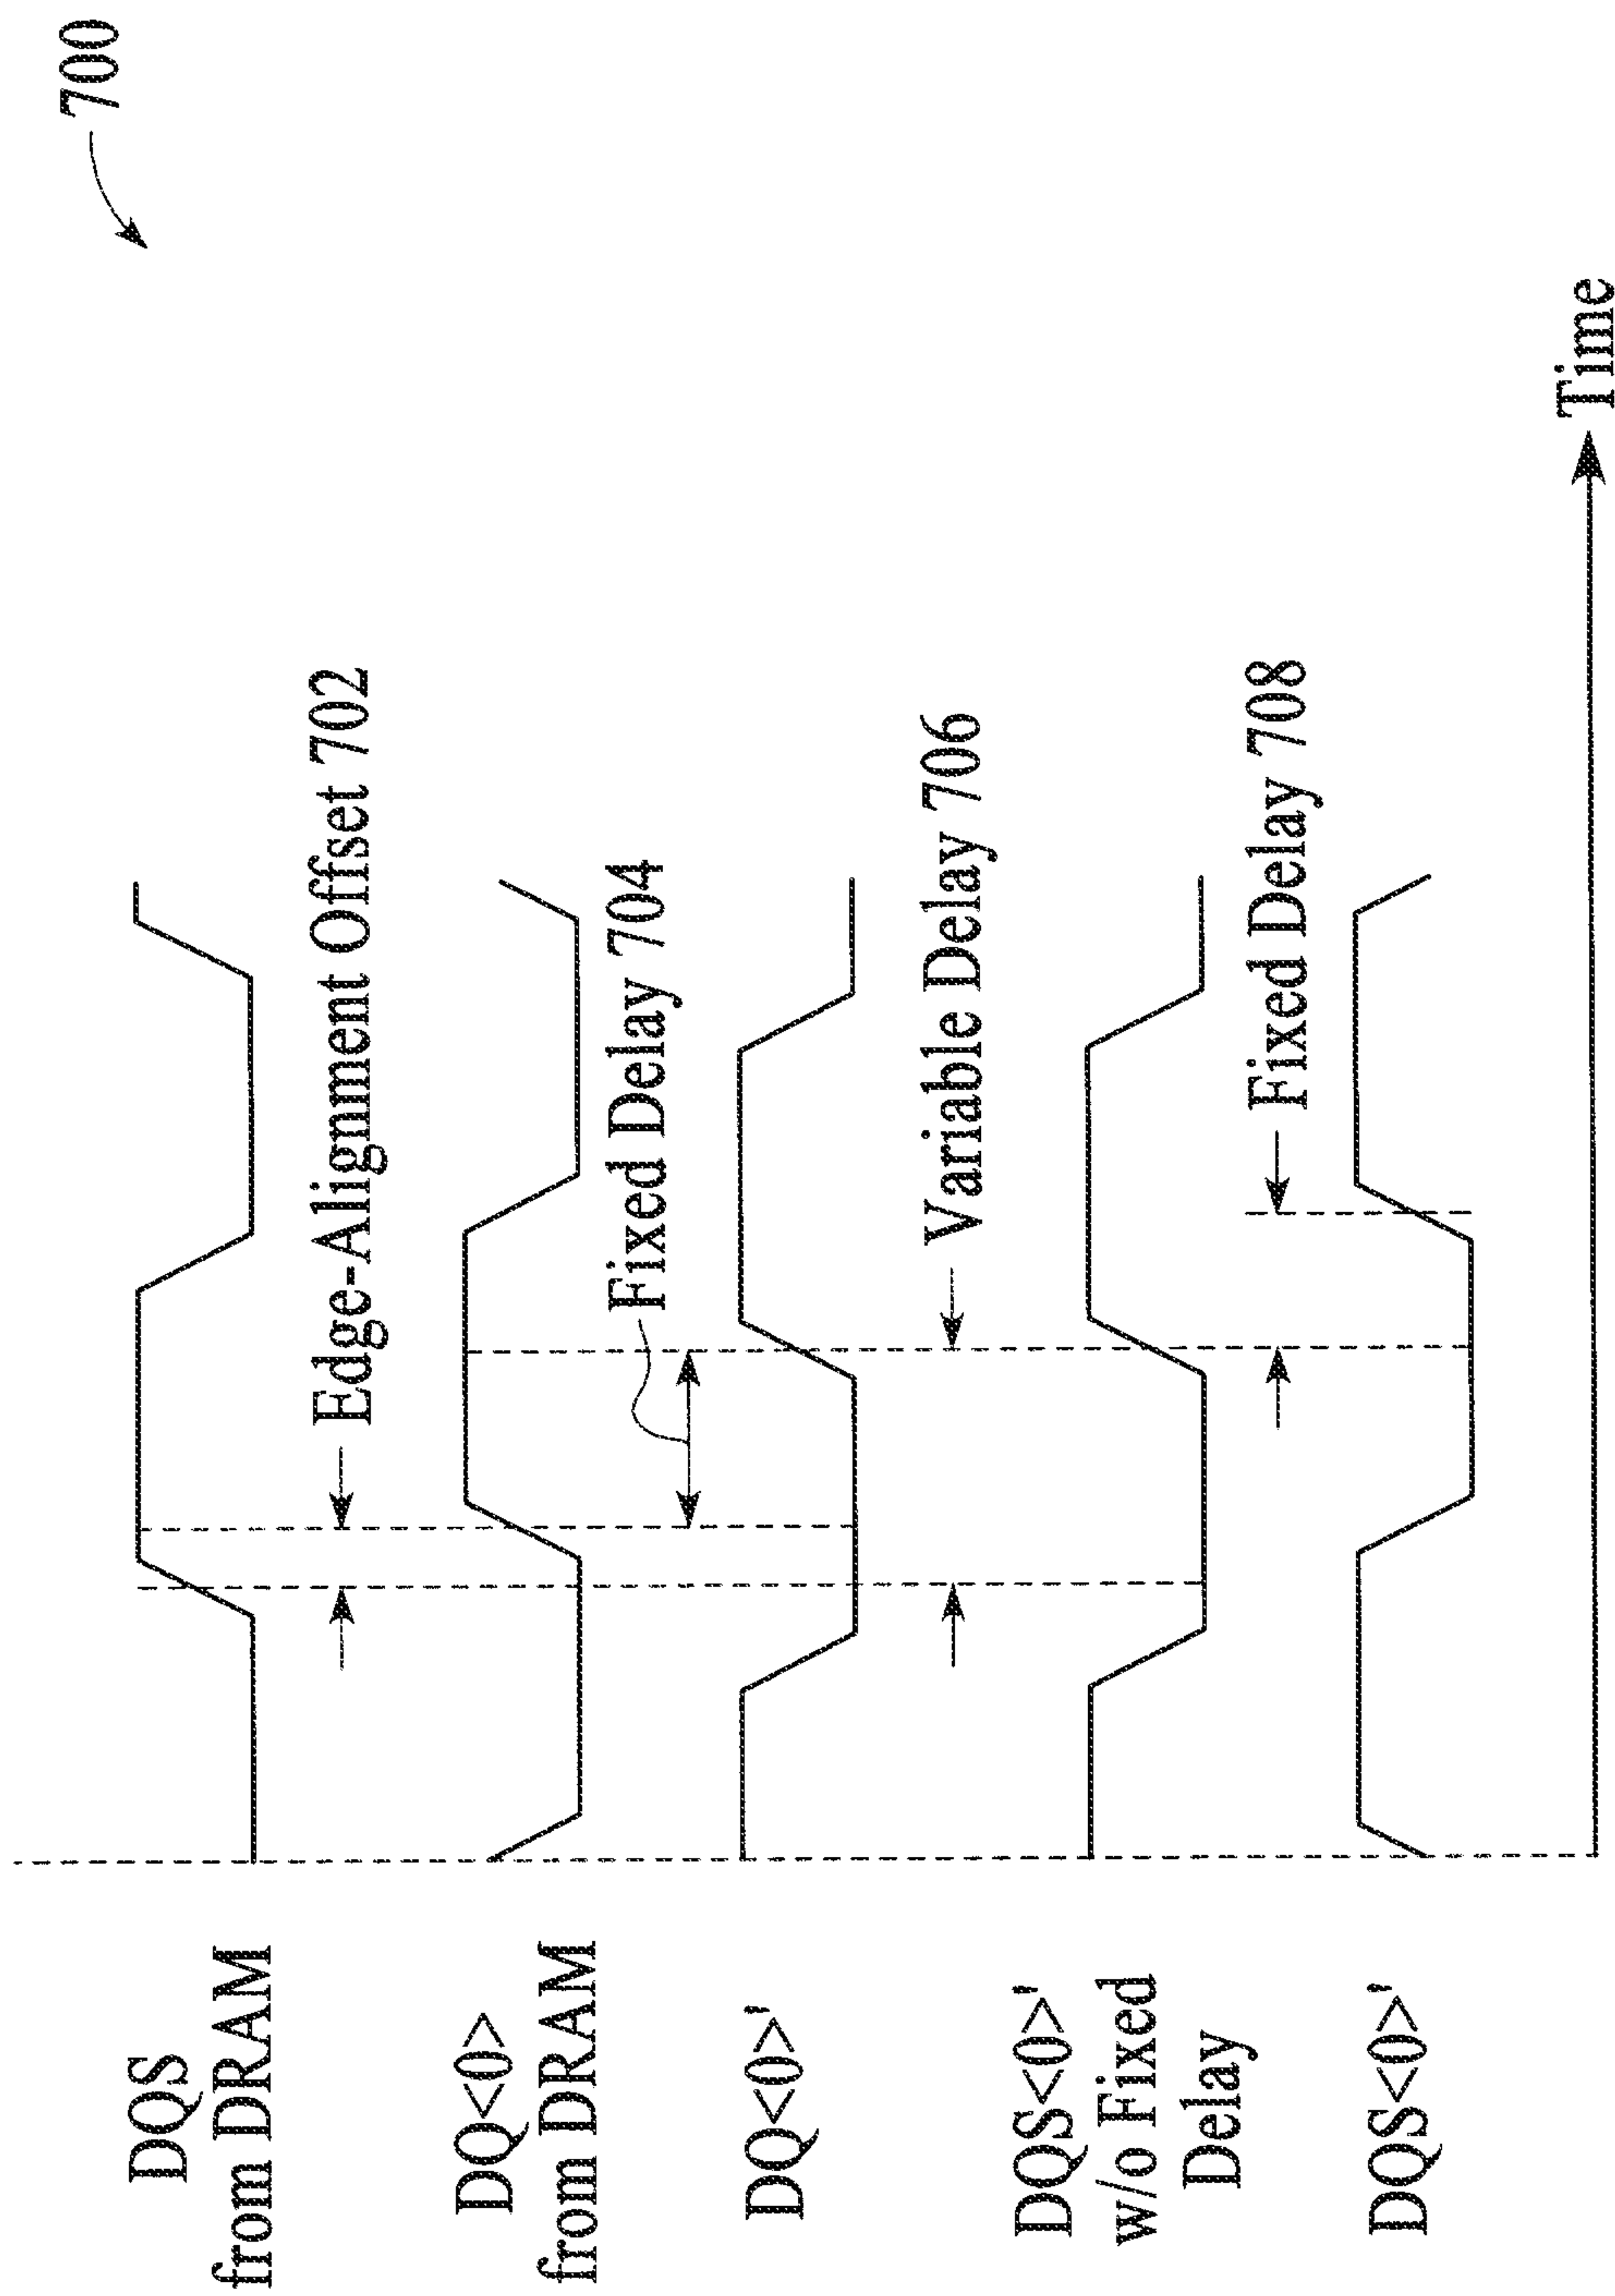 700
DQS
from DRAM
Edge-Alignment Offset 702
DQ<0>
from DRAM
Fixed Delay 704
DQ<0>'
Variable Delay 706
DQS<0>'
w/o Fixed
Delay
Fixed Delay 708
DQS<0>'
Time